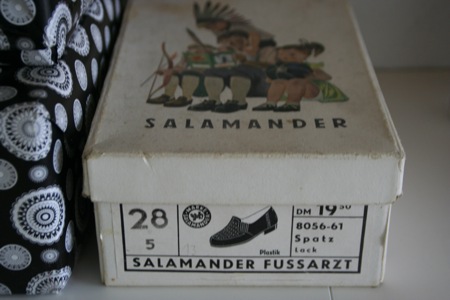 SALAMANDER
28
5
DM 19 50
8056-61
Spatz
Lack
Plastik
SALAMANDER FUSSARZT